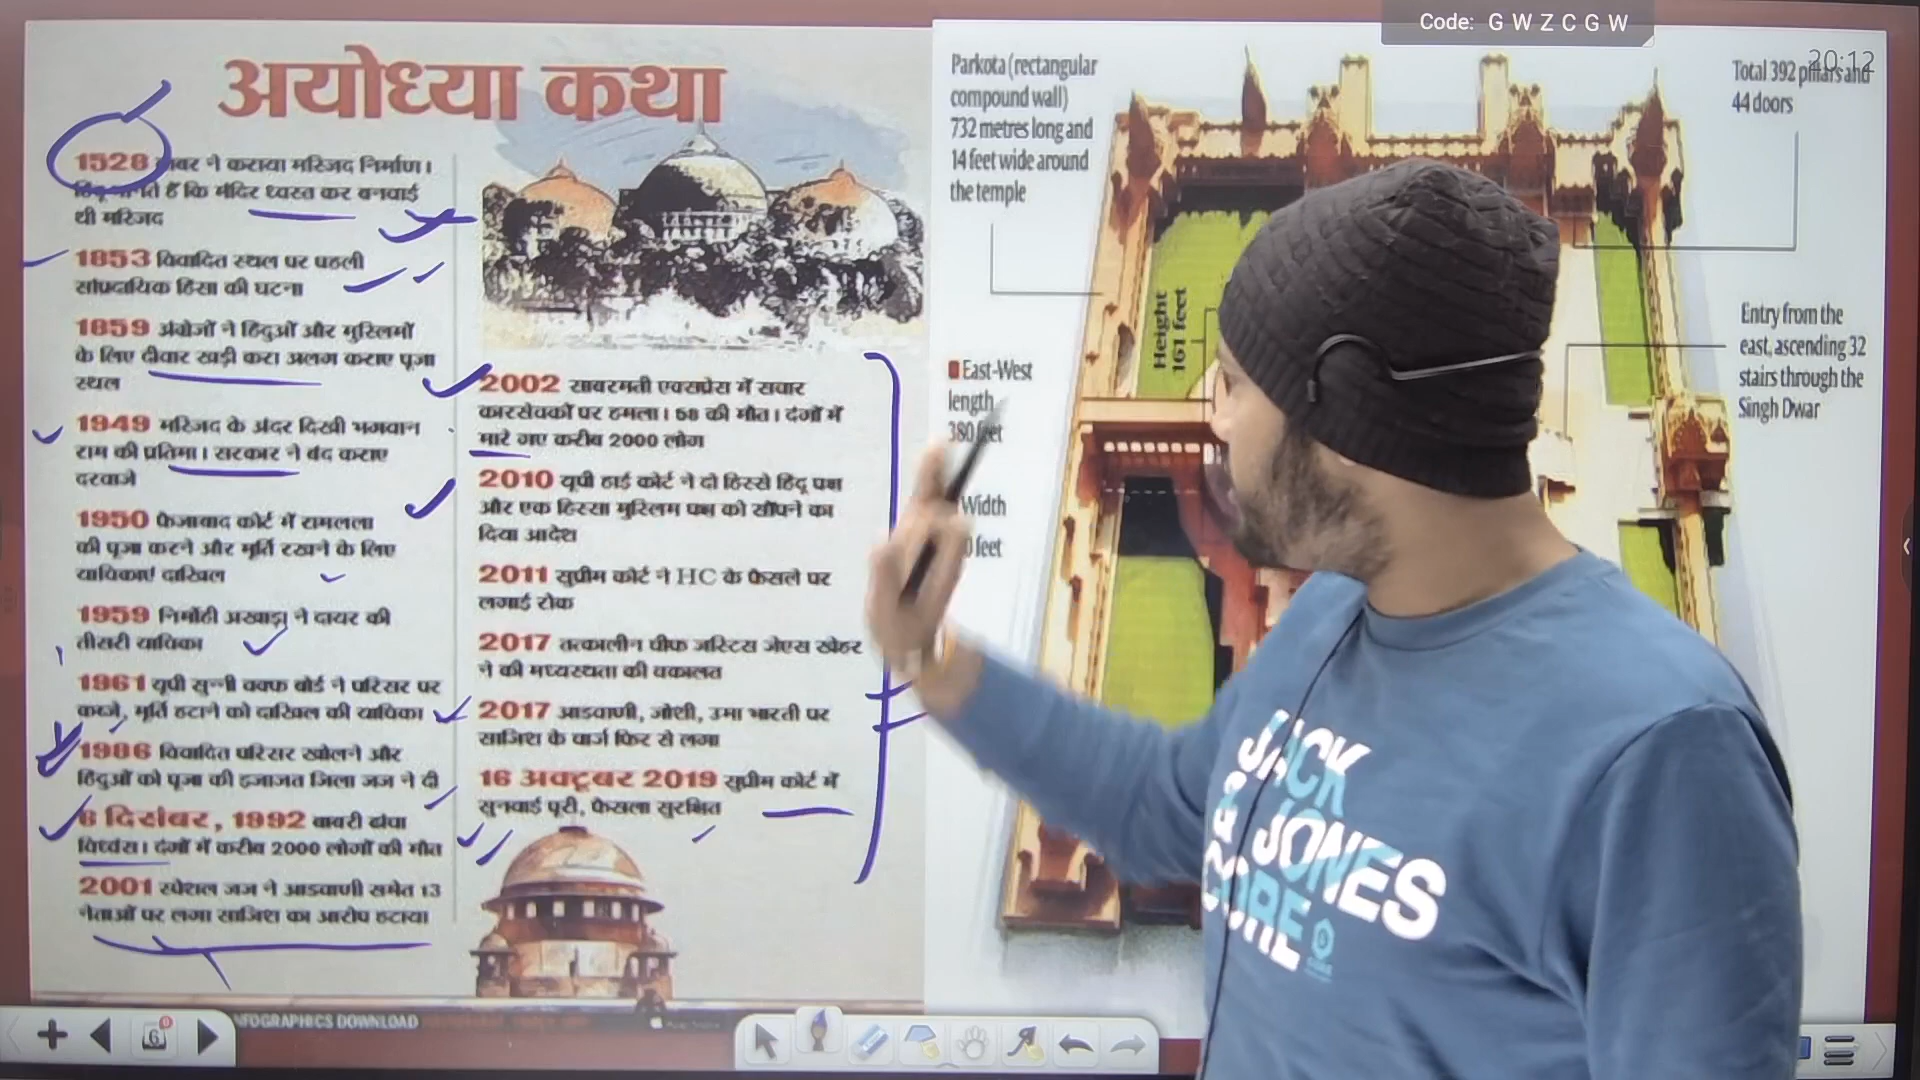 Code: G W Z C G W
20:12
अयोध्या कथा
1528 बाबर ने कराया मस्जिद निर्माण।
हिंदू मानते हैं कि मंदिर ध्वस्त कर बनवाई
थी मस्जिद
1853 विवादित स्थल पर पहली
सांप्रदायिक हिंसा की घटना
1859 अंग्रेजों ने हिंदुओं और मुस्लिमों
के लिए दीवार खड़ी करा अलग कराए पूजा
स्थल
1949 मस्जिद के अंदर दिखी भगवान
राम की प्रतिमा। सरकार ने बंद कराए
दरवाजे
1950 फैजाबाद कोर्ट में रामलला
की पूजा करने और मूर्ति रखने के लिए
याचिकाएं दाखिल
1959 निर्मोही अखाड़ा ने दायर की
तीसरी याचिका
1961 यूपी सुन्नी वक्फ बोर्ड ने परिसर पर
कब्जे, मूर्ति हटाने को दाखिल की याचिका
1986 विवादित परिसर खोलने और
हिंदुओं को पूजा की इजाजत जिला जज ने दी
6 दिसंबर, 1992 बाबरी ढांचा
विध्वंस। दंगों में करीब 2000 लोगों की मौत
2001 स्पेशल जज ने आडवाणी समेत 13
नेताओं पर लगा साजिश का आरोप हटाया
2002 साबरमती एक्सप्रेस में सवार
कारसेवकों पर हमला। 58 की मौत। दंगों में
मारे गए करीब 2000 लोग
2010 यूपी हाई कोर्ट ने दो हिस्से हिंदू पक्ष
और एक हिस्सा मुस्लिम पक्ष को सौंपने का
दिया आदेश
2011 सुप्रीम कोर्ट ने HC के फैसले पर
लगाई रोक
2017 तत्कालीन चीफ जस्टिस जेएस खेहर
ने की मध्यस्थता की वकालत
2017 आडवाणी, जोशी, उमा भारती पर
साजिश के चार्ज फिर से लगा
16 अक्टूबर 2019 सुप्रीम कोर्ट में
सुनवाई पूरी, फैसला सुरक्षित
NFOGRAPHICS DOWNLOAD
Parkota (rectangular
compound wall)
732 metres long and
14 feet wide around
the temple
Total 392 pillars and
44 doors
Height
161 feet
East-West
length
380 feet
Width
0 feet
Entry from the
east, ascending 32
stairs through the
Singh Dwar
JACK
& JONES
CORE
6